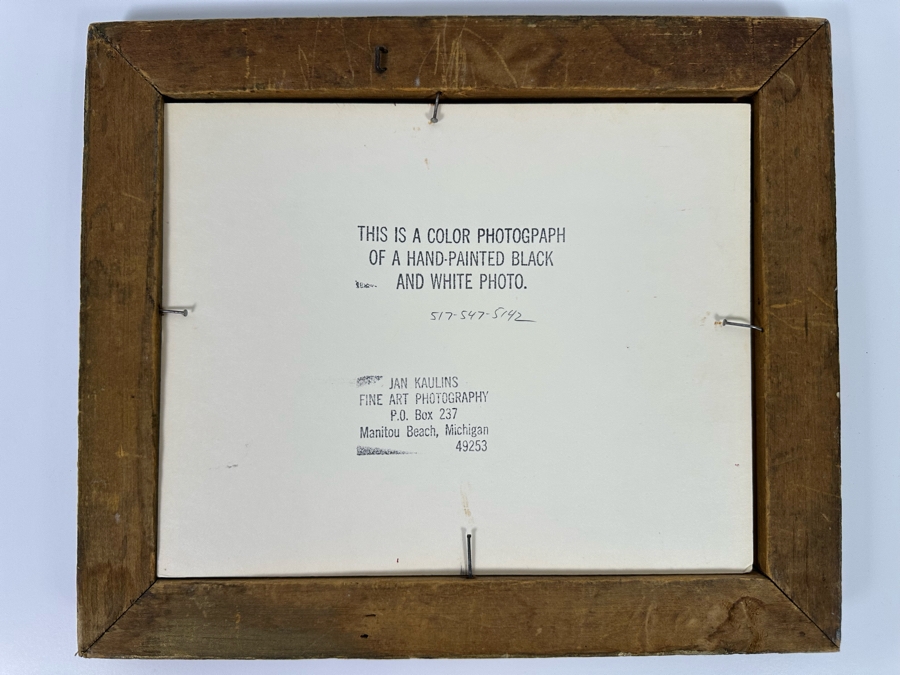 THIS IS A COLOR PHOTOGPAPH
OF A HAND-PAINTED BLACK
AND WHITE PHOTO.
517-547-5142
JAN KAULINS
FINE ART PHOTOGRAPHY
P.O. Box 237
Manitou Beach, Michigan
49253